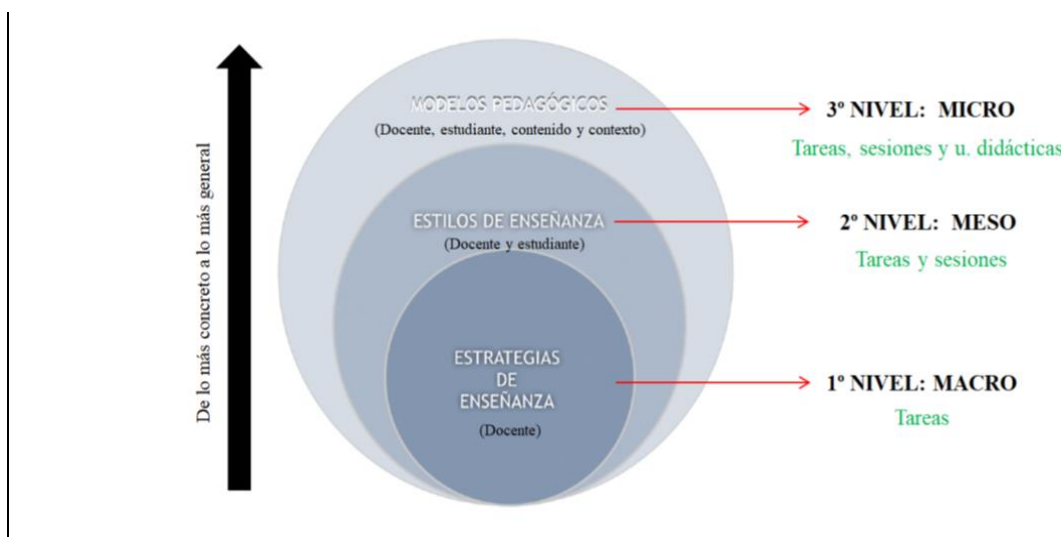 MODELOS PEDAGÓGICOS
(Docente, estudiante, contenido y contexto)
3º NIVEL: MICRO
Tareas, sesiones y u. didácticas
ESTILOS DE ENSEÑANZA
(Docente y estudiante)
2º NIVEL: MESO
Tareas y sesiones
ESTRATEGIAS
DE
ENSEÑANZA
(Docente)
1º NIVEL: MACRO
Tareas
De lo más concreto a lo más general